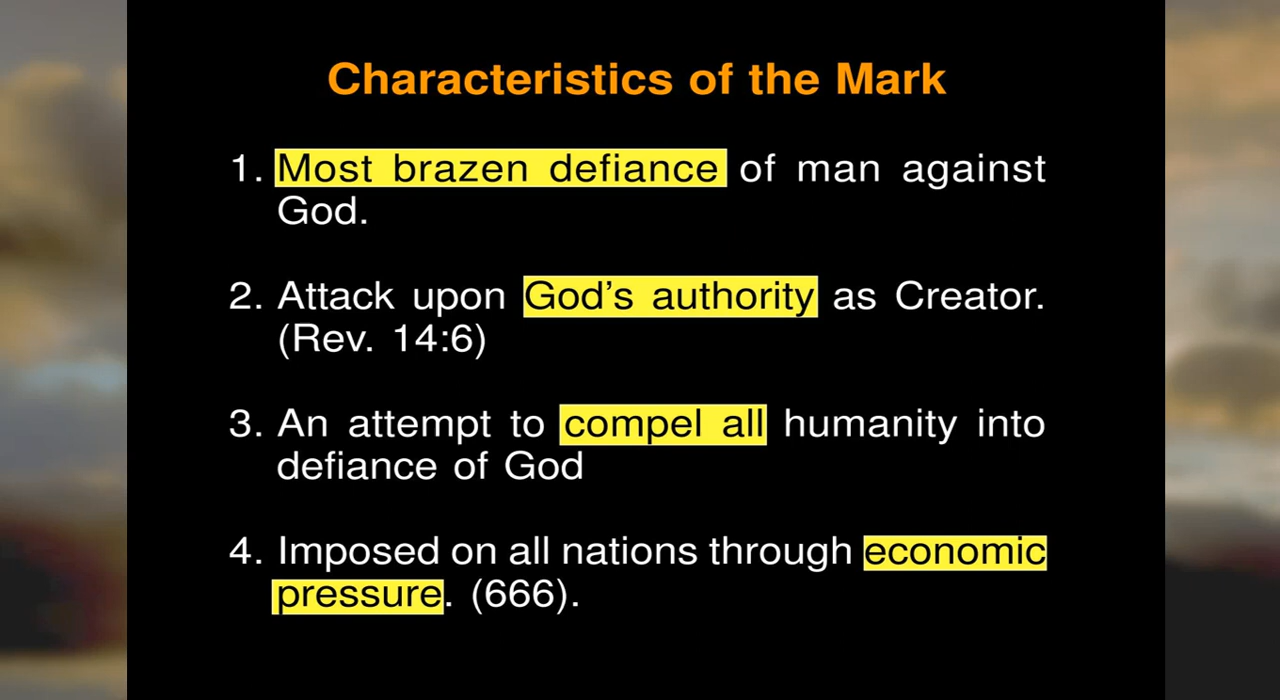 Characteristics of the Mark
1. Most brazen defiance of man against
God.
2. Attack upon God’s authority as Creator.
(Rev. 14:6)
3. An attempt to compel all humanity into
defiance of God
4. Imposed on all nations through economic
pressure. (666).